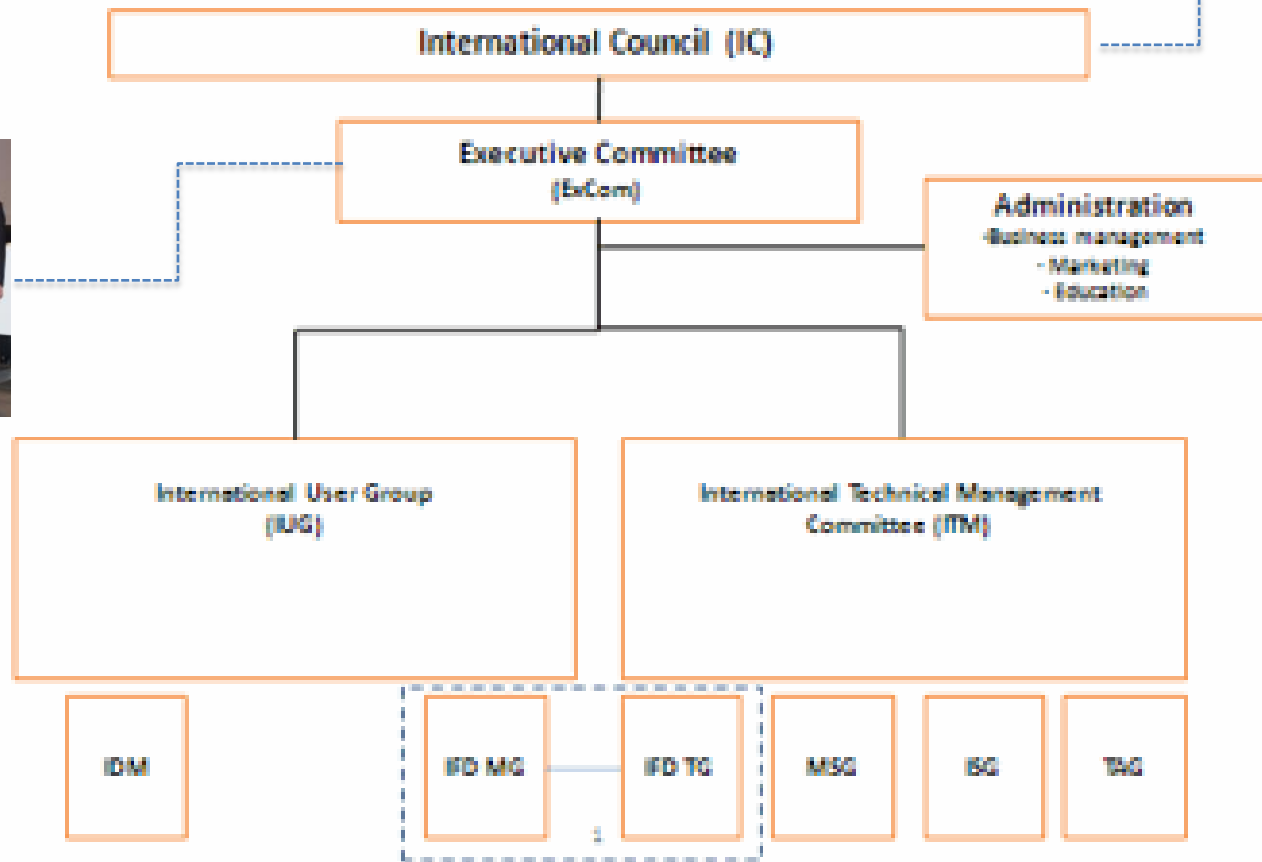 International Council (IC)
Executive Committee
(ExCom)
Administration
-Business management
- Marketing
- Education
International User Group
(IUG)
International Technical Management
Committee (ITM)
IDM
IFD MG
IFD TG
MSG
ISG
TAG